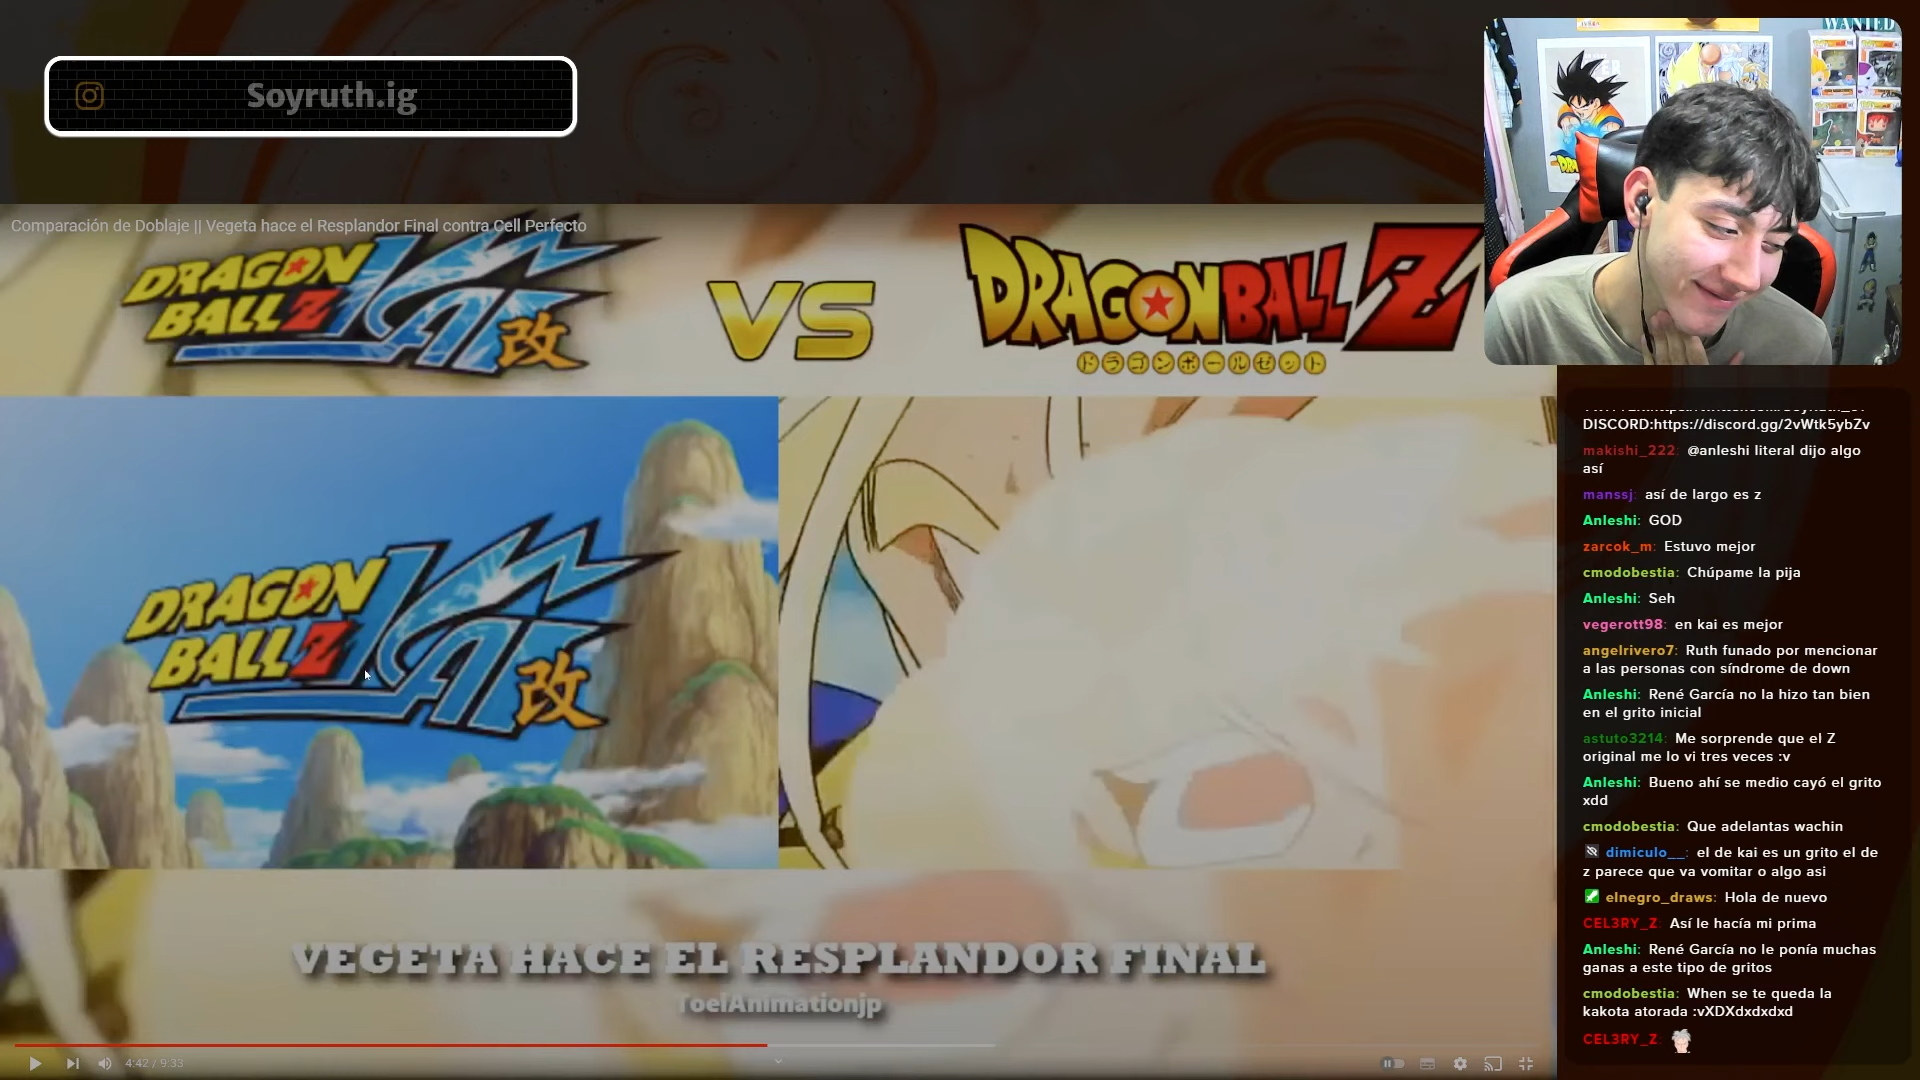 Soyruth.ig
Comparación de Doblaje || Vegeta hace el Resplandor Final contra Cell Perfecto
DRAGON
BALL Z KAI 改
VS
DRAGON BALL Z
ドラゴンボールゼット
WANTED
DRAGON
BALL Z KAI 改
VEGETA HACE EL RESPLANDOR FINAL
ToeiAnimationjp
4:42 / 9:33
DISCORD:https://discord.gg/2vWtk5ybZv
makishi_222: @anleshi literal dijo algo
así
manssj: así de largo es z
Anleshi: GOD
zarcok_m: Estuvo mejor
cmodobestia: Chúpame la pija
Anleshi: Seh
vegerott98: en kai es mejor
angelrivero7: Ruth funado por mencionar
a las personas con síndrome de down
Anleshi: René García no la hizo tan bien
en el grito inicial
astuto3214: Me sorprende que el Z
original me lo vi tres veces :v
Anleshi: Bueno ahí se medio cayó el grito
xdd
cmodobestia: Que adelantas wachin
dimiculo__: el de kai es un grito el de
z parece que va vomitar o algo asi
elnegro_draws: Hola de nuevo
CEL3RY_Z: Así le hacía mi prima
Anleshi: René García no le ponía muchas
ganas a este tipo de gritos
cmodobestia: When se te queda la
kakota atorada :vXDXdxdxdxd
CEL3RY_Z: